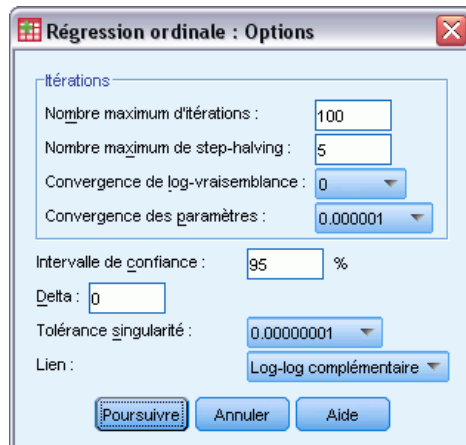 Régression ordinale : Options
Itérations
Nombre maximum d'itérations : 100
Nombre maximum de step-halving : 5
Convergence de log-vraisemblance : 0
Convergence des paramètres : 0.000001
Intervalle de confiance : 95 %
Delta : 0
Tolérance singularité : 0.00000001
Lien : Log-log complémentaire
Poursuivre Annuler Aide